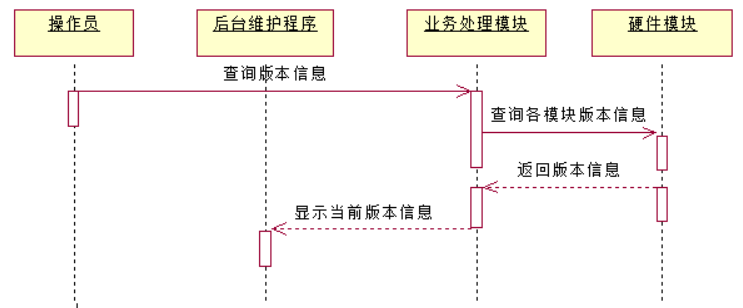 操作员
后台维护程序
业务处理模块
硬件模块
查询版本信息
查询各模块版本信息
返回版本信息
显示当前版本信息